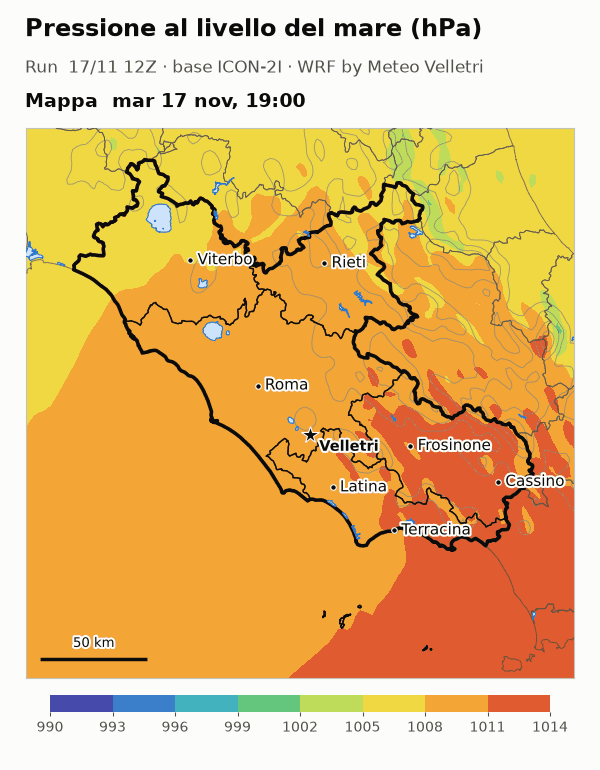 Pressione al livello del mare (hPa)
Run  17/11 12Z · base ICON-2I · WRF by Meteo Velletri
Mappa  mar 17 nov, 19:00
Viterbo
Rieti
Roma
Velletri
Frosinone
Cassino
Latina
Terracina
50 km
990 993 996 999 1002 1005 1008 1011 1014